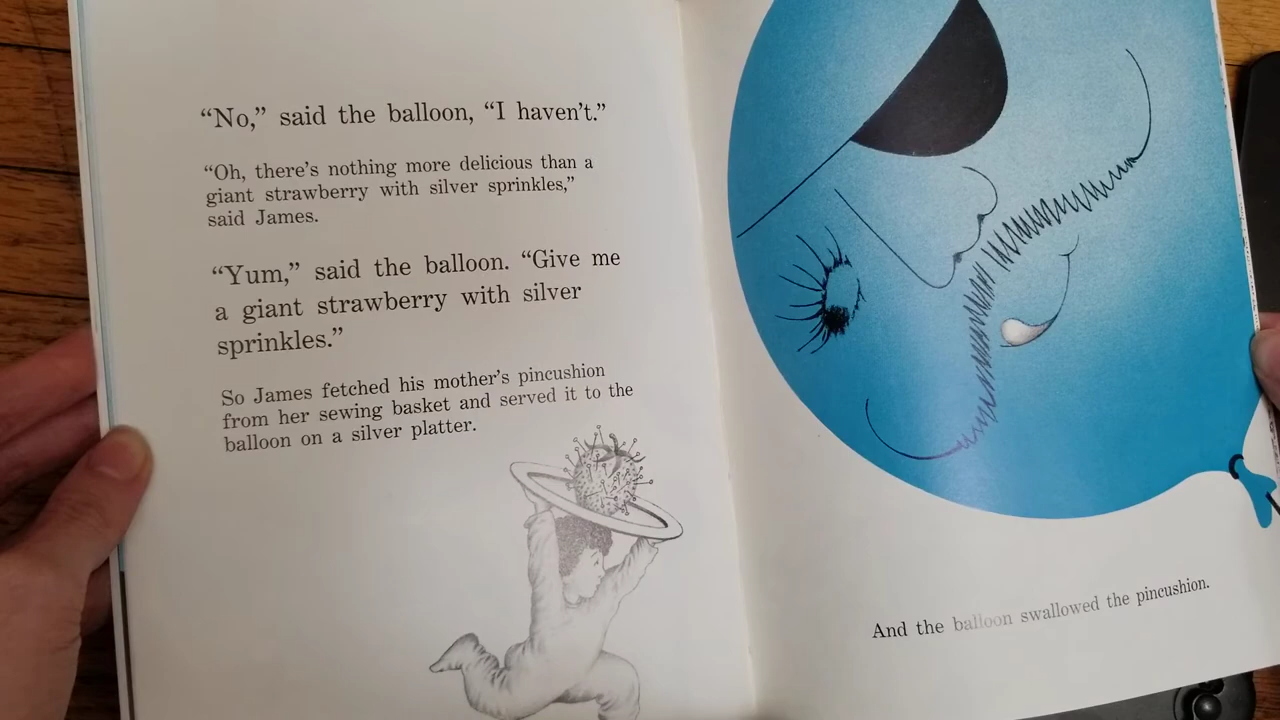 “No,” said the balloon, “I haven’t.”
“Oh, there’s nothing more delicious than a
giant strawberry with silver sprinkles,”
said James.
“Yum,” said the balloon. “Give me
a giant strawberry with silver
sprinkles.”
So James fetched his mother’s pincushion
from her sewing basket and served it to the
balloon on a silver platter.
And the balloon swallowed the pincushion.